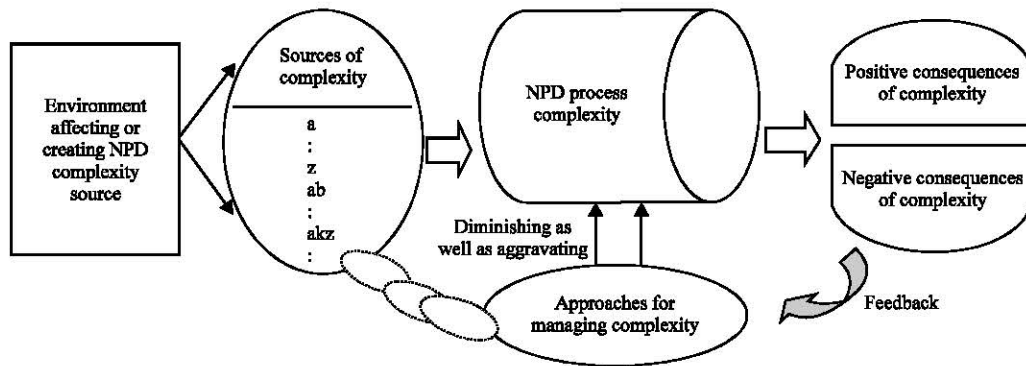 Environment
affecting or
creating NPD
complexity
source
Sources of
complexity
a
:
z
ab
:
akz
:
NPD process
complexity
Positive consequences
of complexity
Negative consequences
of complexity
Diminishing as
well as aggravating
Approaches for
managing complexity
Feedback